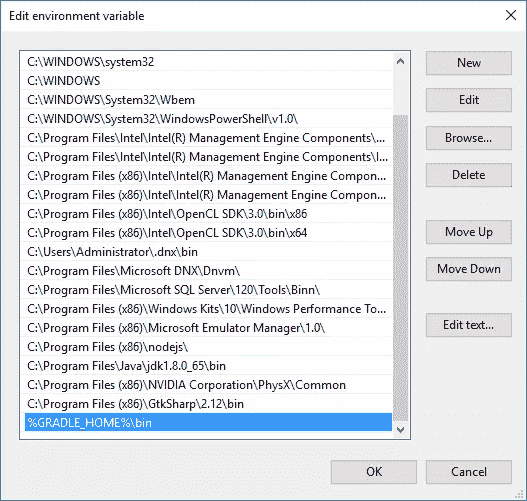 Edit environment variable
C:\WINDOWS\system32
C:\WINDOWS
C:\WINDOWS\System32\Wbem
C:\WINDOWS\System32\WindowsPowerShell\v1.0\
C:\Program Files\Intel\Intel(R) Management Engine Components\...
C:\Program Files\Intel\Intel(R) Management Engine Components\I...
C:\Program Files (x86)\Intel\Intel(R) Management Engine Compon...
C:\Program Files (x86)\Intel\Intel(R) Management Engine Compon...
C:\Program Files (x86)\Intel\OpenCL SDK\3.0\bin\x86
C:\Program Files (x86)\Intel\OpenCL SDK\3.0\bin\x64
C:\Users\Administrator\.dnx\bin
C:\Program Files\Microsoft DNX\Dnvm\
C:\Program Files\Microsoft SQL Server\120\Tools\Binn\
C:\Program Files (x86)\Windows Kits\10\Windows Performance To...
C:\Program Files (x86)\Microsoft Emulator Manager\1.0\
C:\Program Files (x86)\nodejs\
C:\Program Files\Java\jdk1.8.0_65\bin
C:\Program Files (x86)\NVIDIA Corporation\PhysX\Common
C:\Program Files (x86)\GtkSharp\2.12\bin
%GRADLE_HOME%\bin
New
Edit
Browse...
Delete
Move Up
Move Down
Edit text...
OK
Cancel